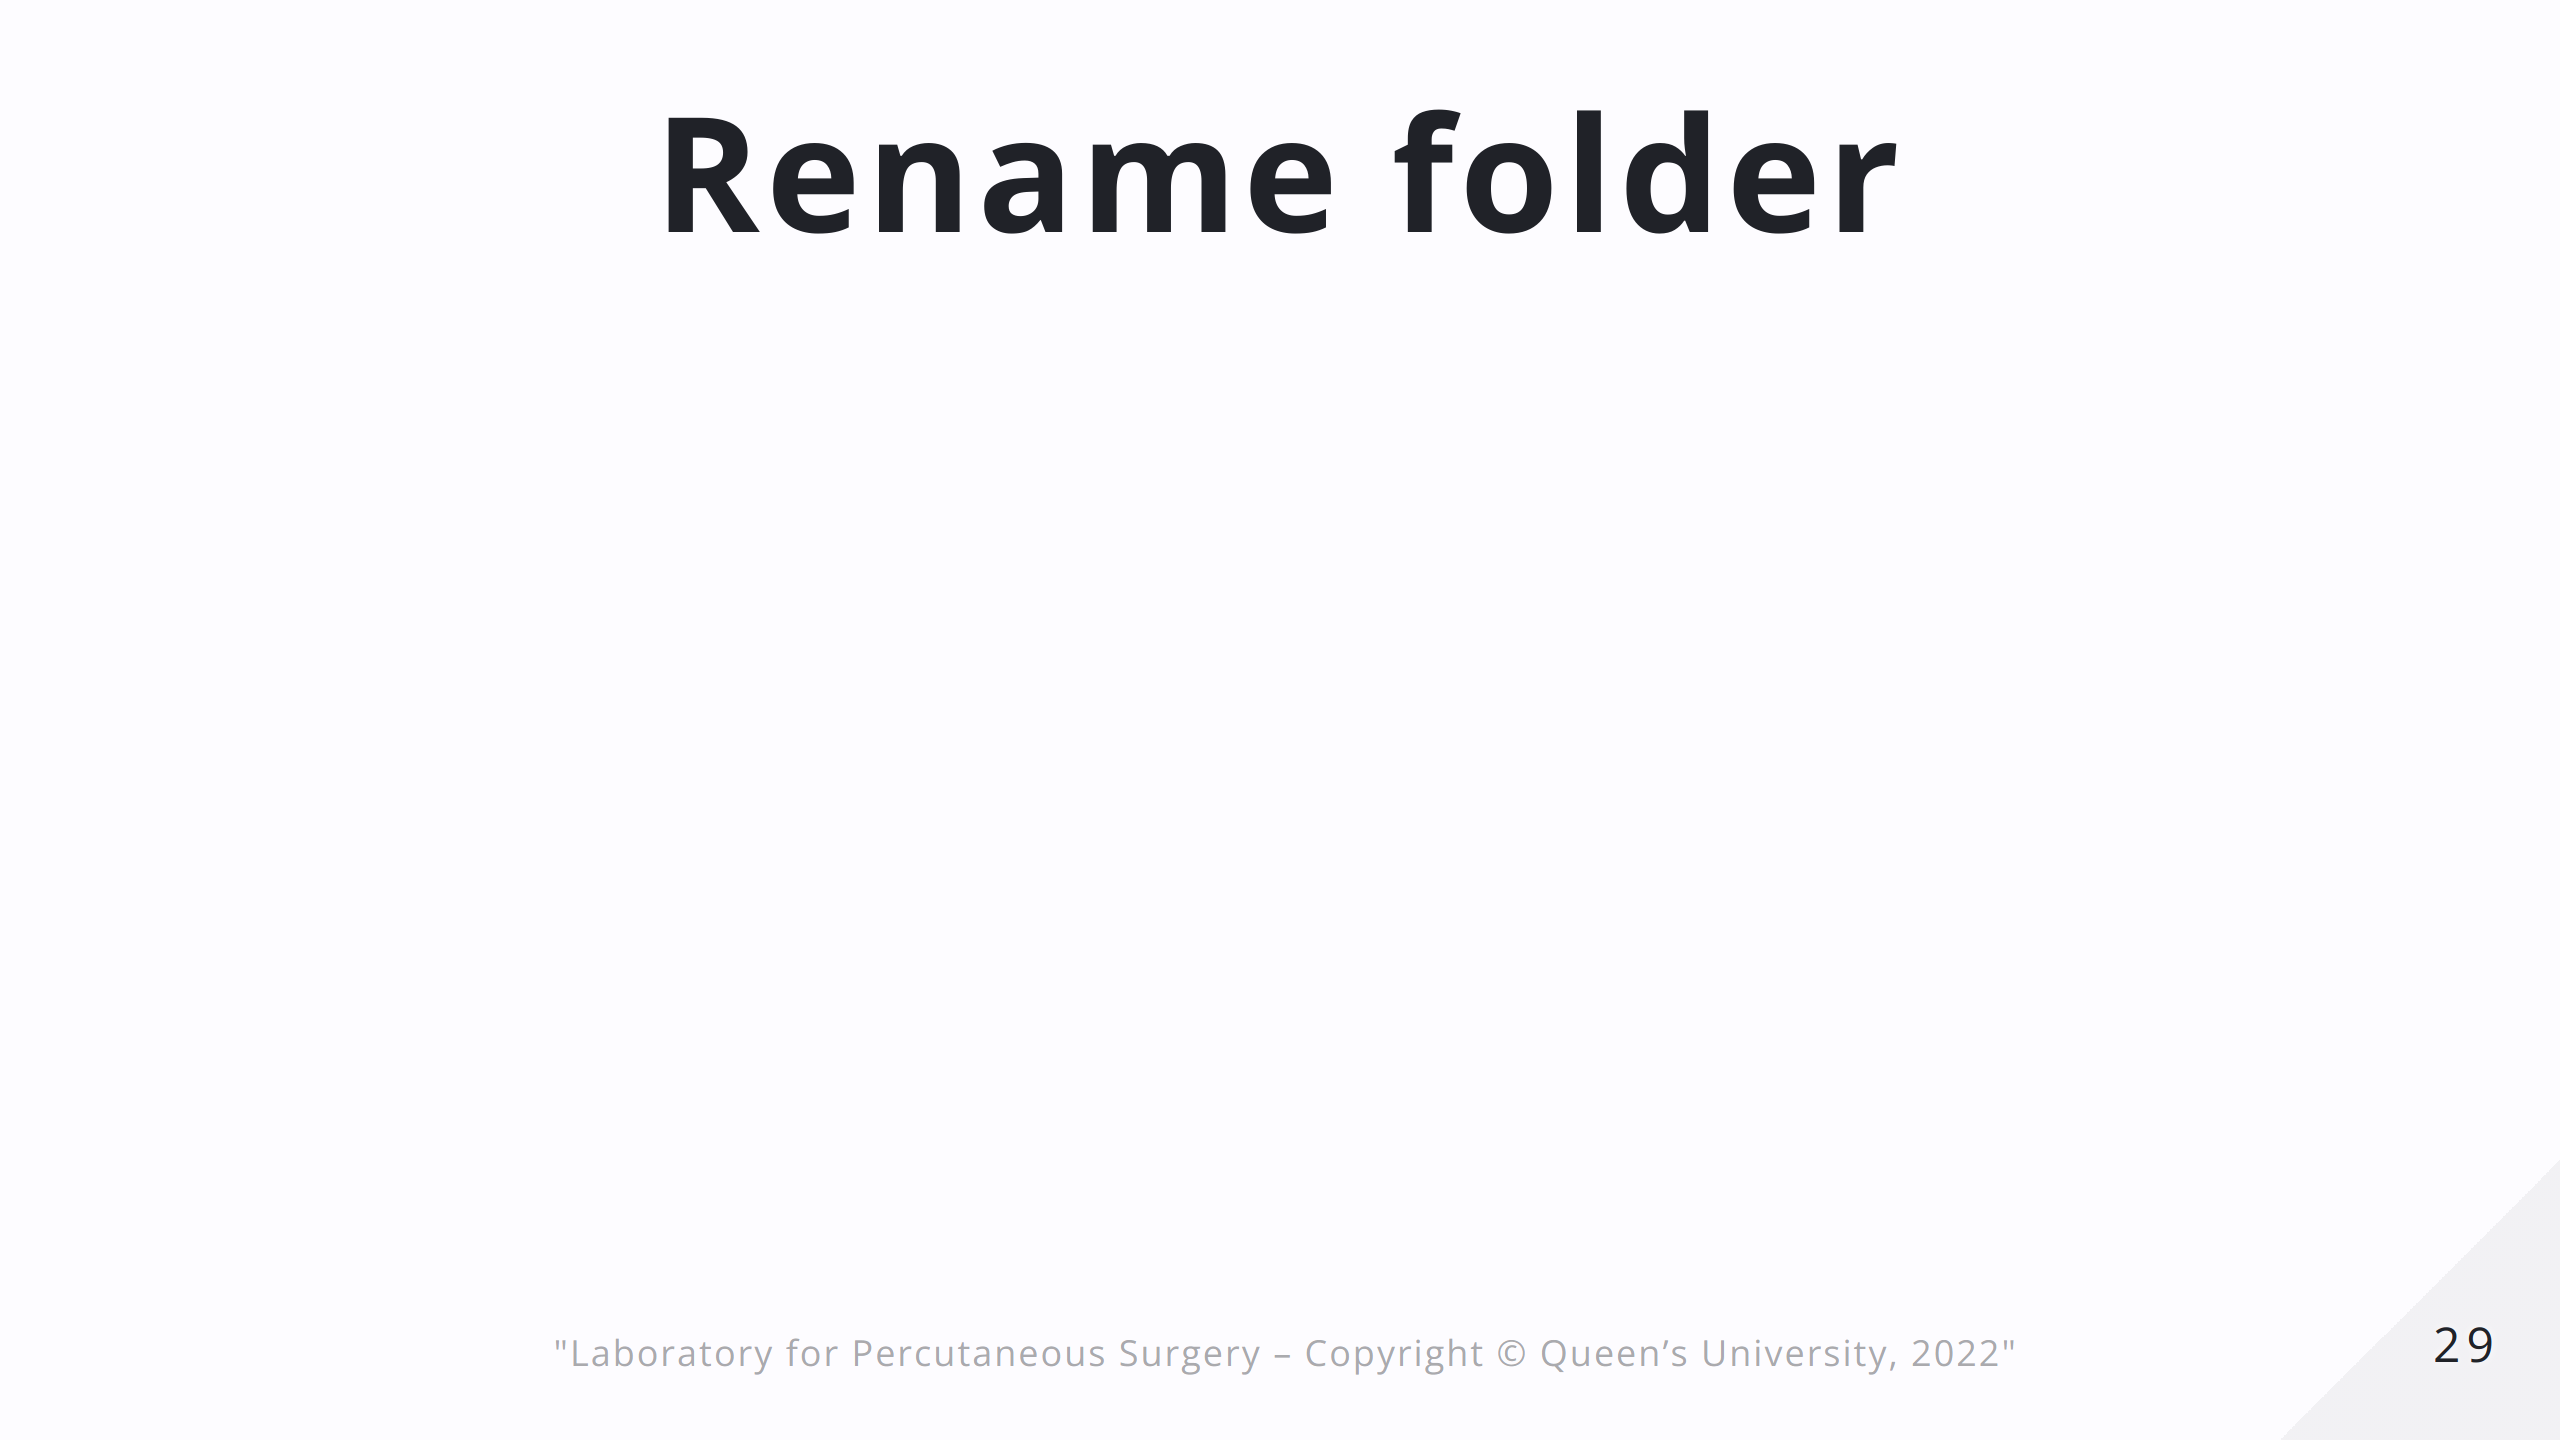 Rename folder
"Laboratory for Percutaneous Surgery – Copyright © Queen’s University, 2022"
29